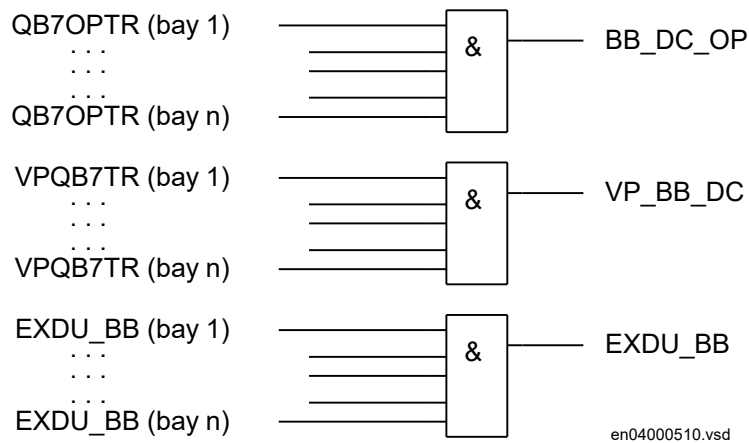 QB7OPTR (bay 1)
. . .
. . .
. . .
QB7OPTR (bay n)
&
BB_DC_OP
VPQB7TR (bay 1)
. . .
. . .
. . .
VPQB7TR (bay n)
&
VP_BB_DC
EXDU_BB (bay 1)
. . .
. . .
. . .
EXDU_BB (bay n)
&
EXDU_BB
en04000510.vsd